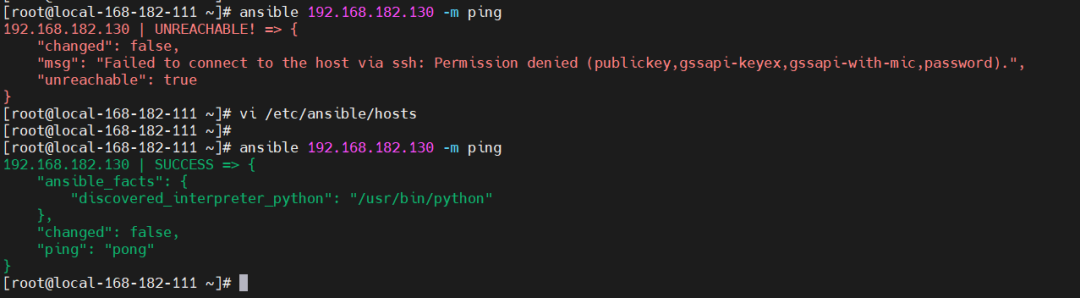 [root@local-168-182-111 ~]# ansible 192.168.182.130 -m ping
192.168.182.130 | UNREACHABLE! => {
    "changed": false,
    "msg": "Failed to connect to the host via ssh: Permission denied (publickey,gssapi-keyex,gssapi-with-mic,password).",
    "unreachable": true
}
[root@local-168-182-111 ~]# vi /etc/ansible/hosts
[root@local-168-182-111 ~]#
[root@local-168-182-111 ~]# ansible 192.168.182.130 -m ping
192.168.182.130 | SUCCESS => {
    "ansible_facts": {
        "discovered_interpreter_python": "/usr/bin/python"
    },
    "changed": false,
    "ping": "pong"
}
[root@local-168-182-111 ~]#